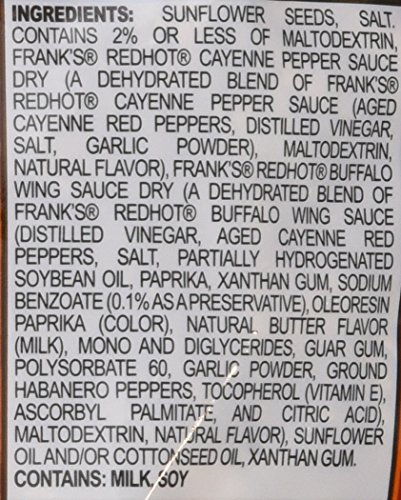 INGREDIENTS: SUNFLOWER SEEDS, SALT.
CONTAINS 2% OR LESS OF MALTODEXTRIN,
FRANK'S® REDHOT® CAYENNE PEPPER SAUCE
DRY (A DEHYDRATED BLEND OF FRANK'S®
REDHOT® CAYENNE PEPPER SAUCE (AGED
CAYENNE RED PEPPERS, DISTILLED VINEGAR,
SALT, GARLIC POWDER), MALTODEXTRIN,
NATURAL FLAVOR), FRANK'S® REDHOT® BUFFALO
WING SAUCE DRY (A DEHYDRATED BLEND OF
FRANK'S® REDHOT® BUFFALO WING SAUCE
(DISTILLED VINEGAR, AGED CAYENNE RED
PEPPERS, SALT, PARTIALLY HYDROGENATED
SOYBEAN OIL, PAPRIKA, XANTHAN GUM, SODIUM
BENZOATE (0.1% AS A PRESERVATIVE), OLEORESIN
PAPRIKA (COLOR), NATURAL BUTTER FLAVOR
(MILK), MONO AND DIGLYCERIDES, GUAR GUM,
POLYSORBATE 60, GARLIC POWDER, GROUND
HABANERO PEPPERS, TOCOPHEROL (VITAMIN E),
ASCORBYL PALMITATE, AND CITRIC ACID),
MALTODEXTRIN, NATURAL FLAVOR), SUNFLOWER
OIL AND/OR COTTONSEED OIL, XANTHAN GUM.
CONTAINS: MILK, SOY